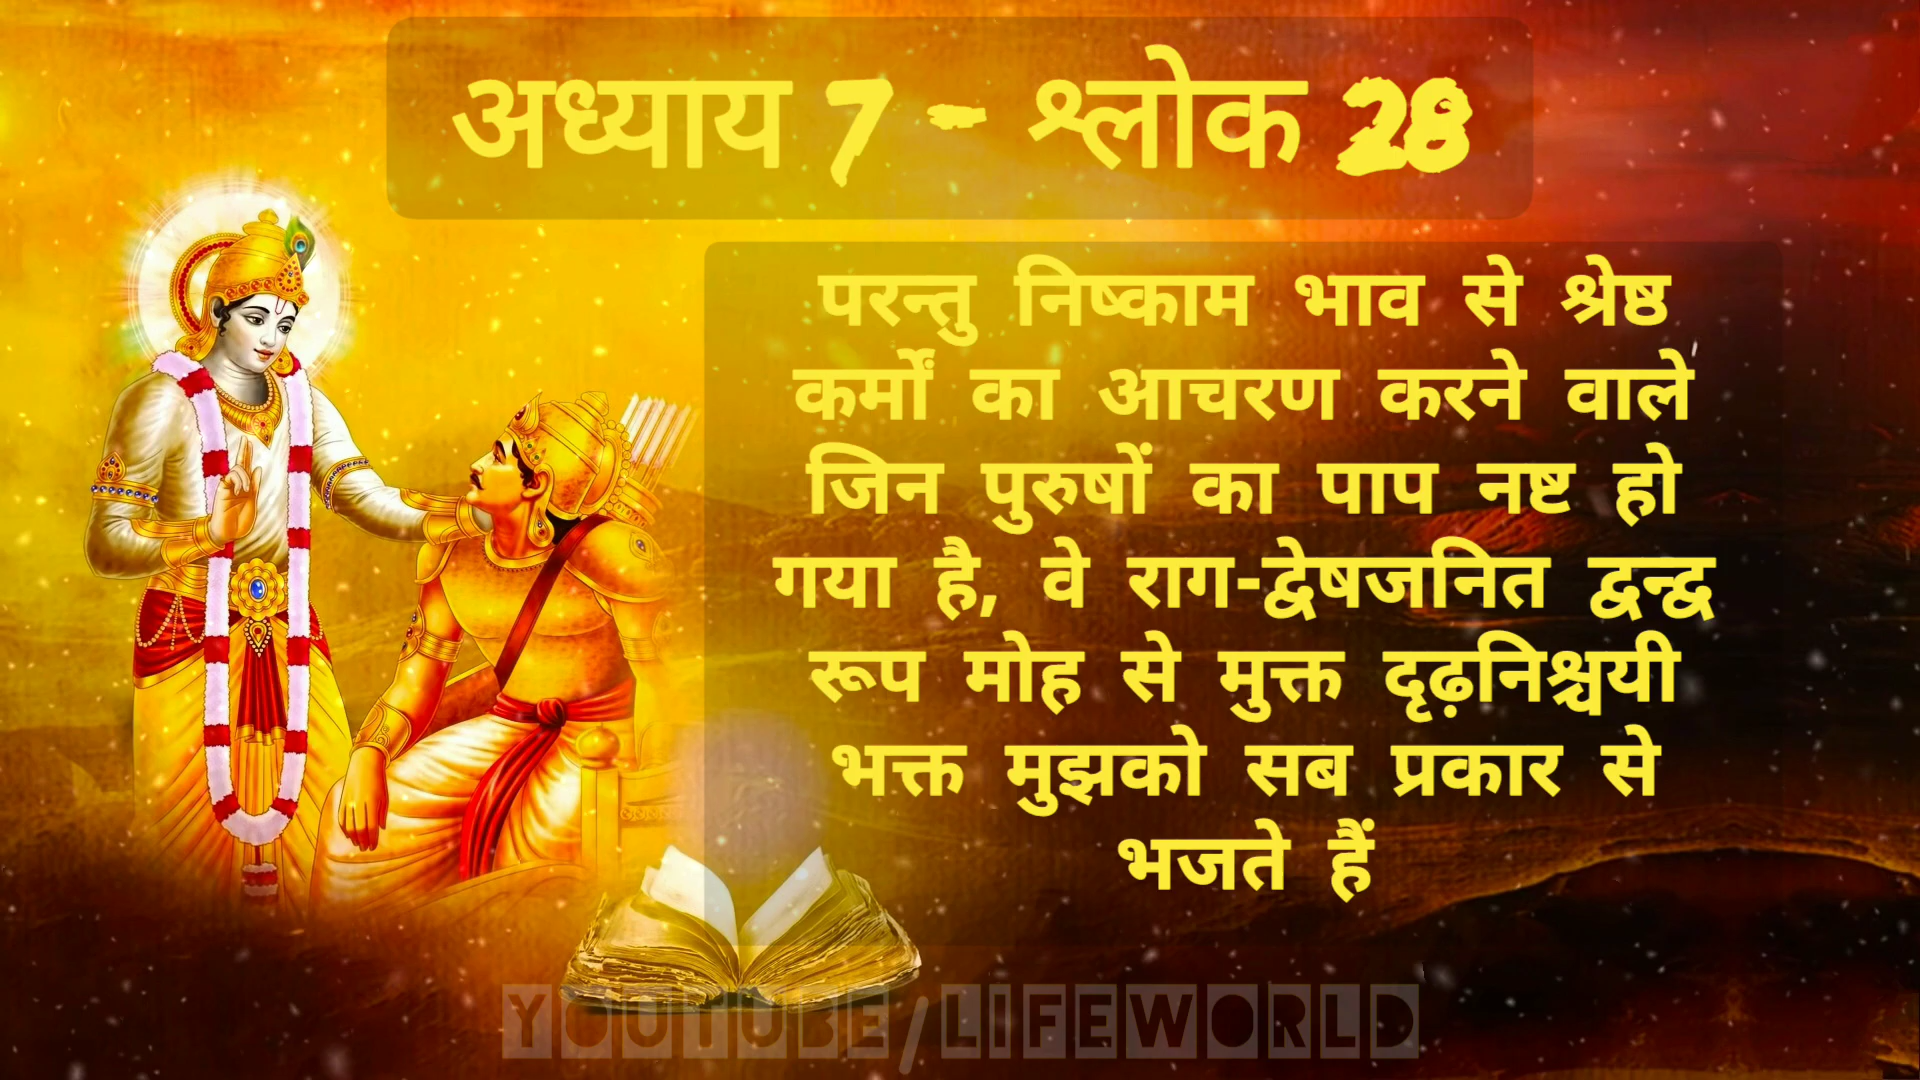 अध्याय 7 - श्लोक 28
परन्तु निष्काम भाव से श्रेष्ठ
कर्मों का आचरण करने वाले
जिन पुरुषों का पाप नष्ट हो
गया है, वे राग-द्वेषजनित द्वन्द्व
रूप मोह से मुक्त दृढ़निश्चयी
भक्त मुझको सब प्रकार से
भजते हैं
YOUTUBE/LIFEWORLD